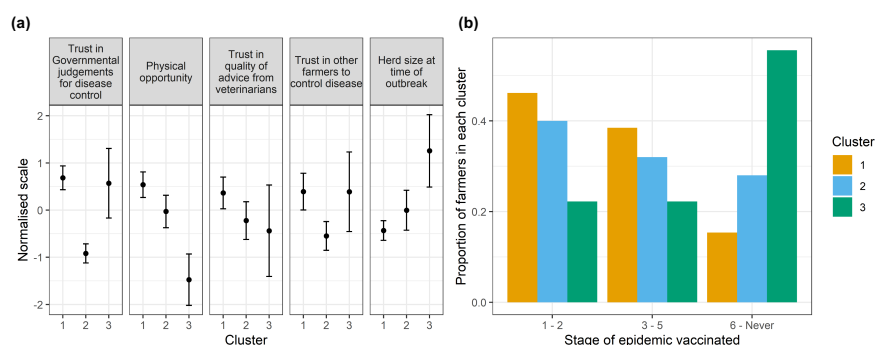 (a)
Trust in
Governmental
judgements
for disease
control
Physical
opportunity
Trust in
quality of
advice from
veterinarians
Trust in other
farmers to
control disease
Herd size at
time of
outbreak
Normalised scale
2
1
0
-1
-2
1 2 3
1 2 3
1 2 3
1 2 3
1 2 3
Cluster
(b)
Proportion of farmers in each cluster
0.4
0.2
0.0
1 - 2
3 - 5
6 - Never
Stage of epidemic vaccinated
Cluster
1
2
3